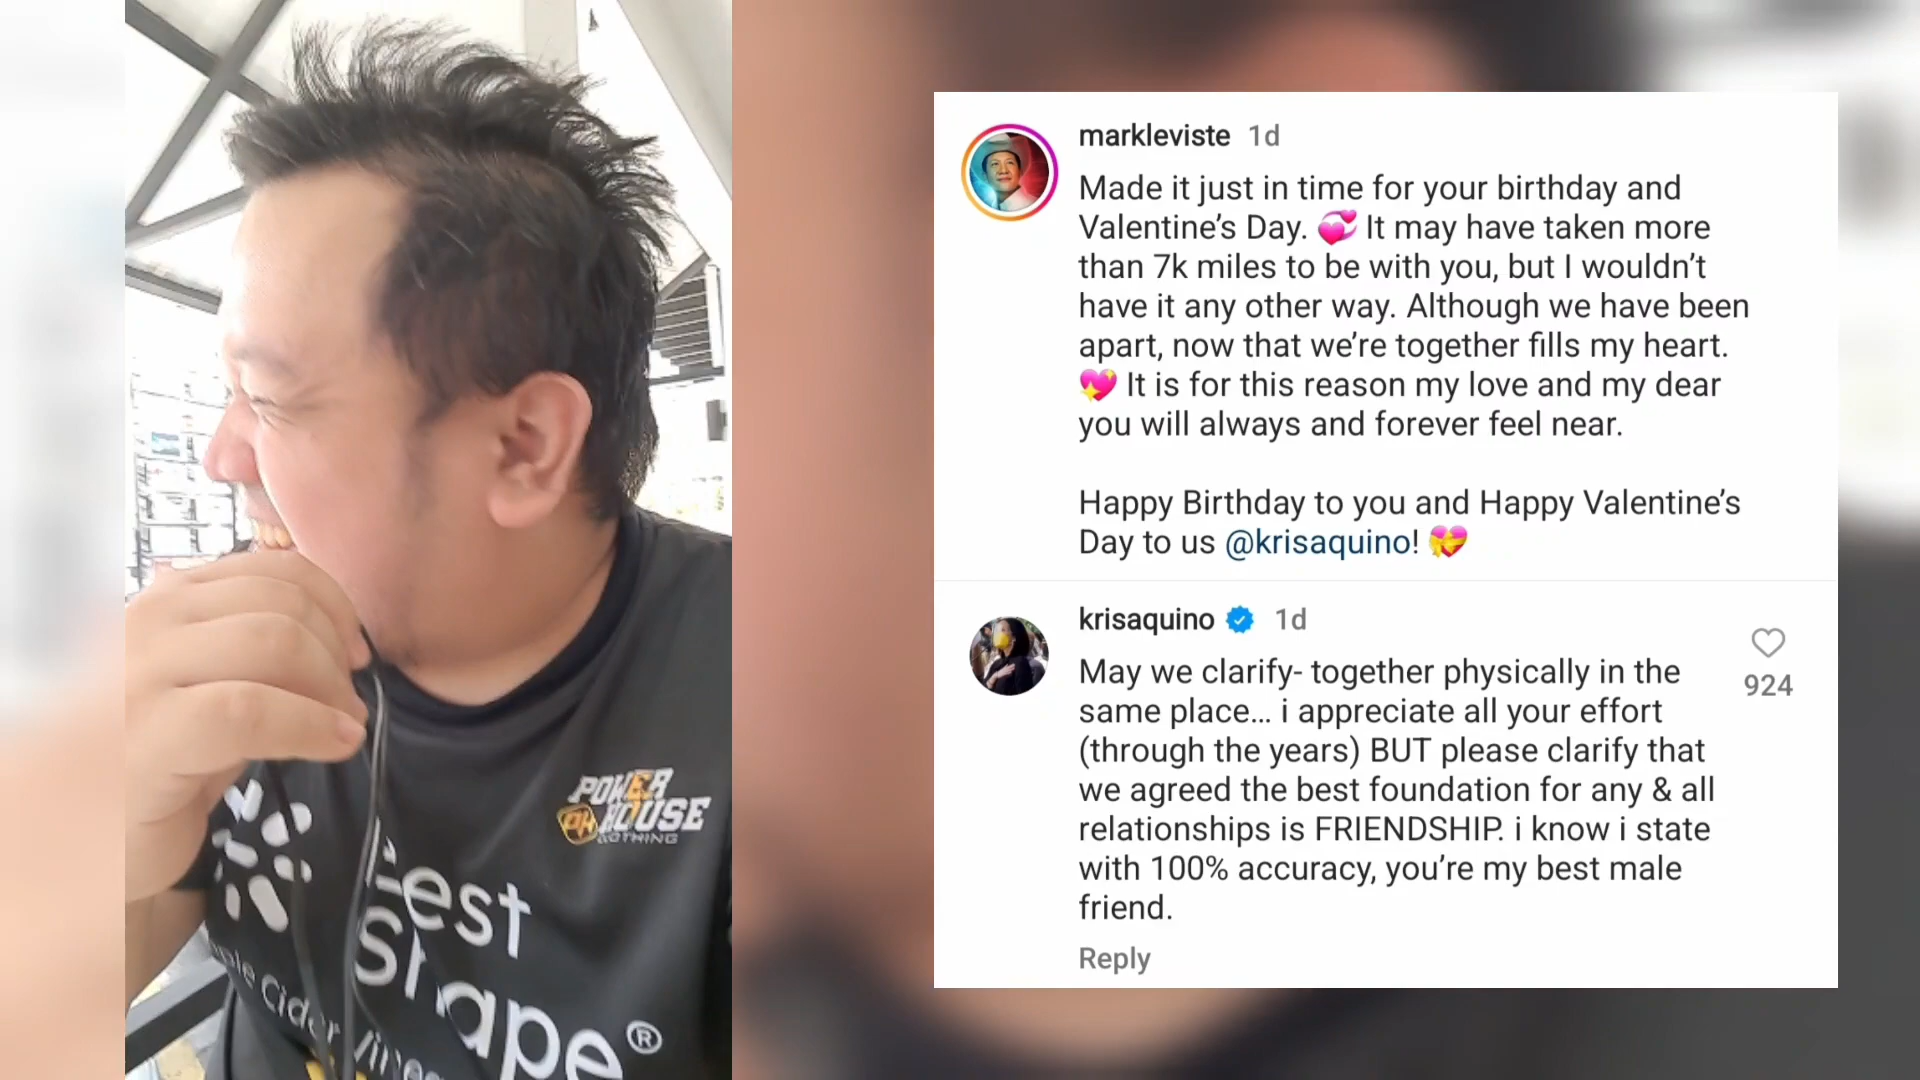 POWER
HOUSE
CLOTHING
Best
Shape®
Apple Cider Vinegar
markleviste 1d
Made it just in time for your birthday and
Valentine’s Day. 💞 It may have taken more
than 7k miles to be with you, but I wouldn’t
have it any other way. Although we have been
apart, now that we’re together fills my heart.
💖 It is for this reason my love and my dear
you will always and forever feel near.
Happy Birthday to you and Happy Valentine’s
Day to us @krisaquino! 💝
krisaquino 1d
May we clarify- together physically in the
same place... i appreciate all your effort
(through the years) BUT please clarify that
we agreed the best foundation for any & all
relationships is FRIENDSHIP. i know i state
with 100% accuracy, you’re my best male
friend.
924
Reply